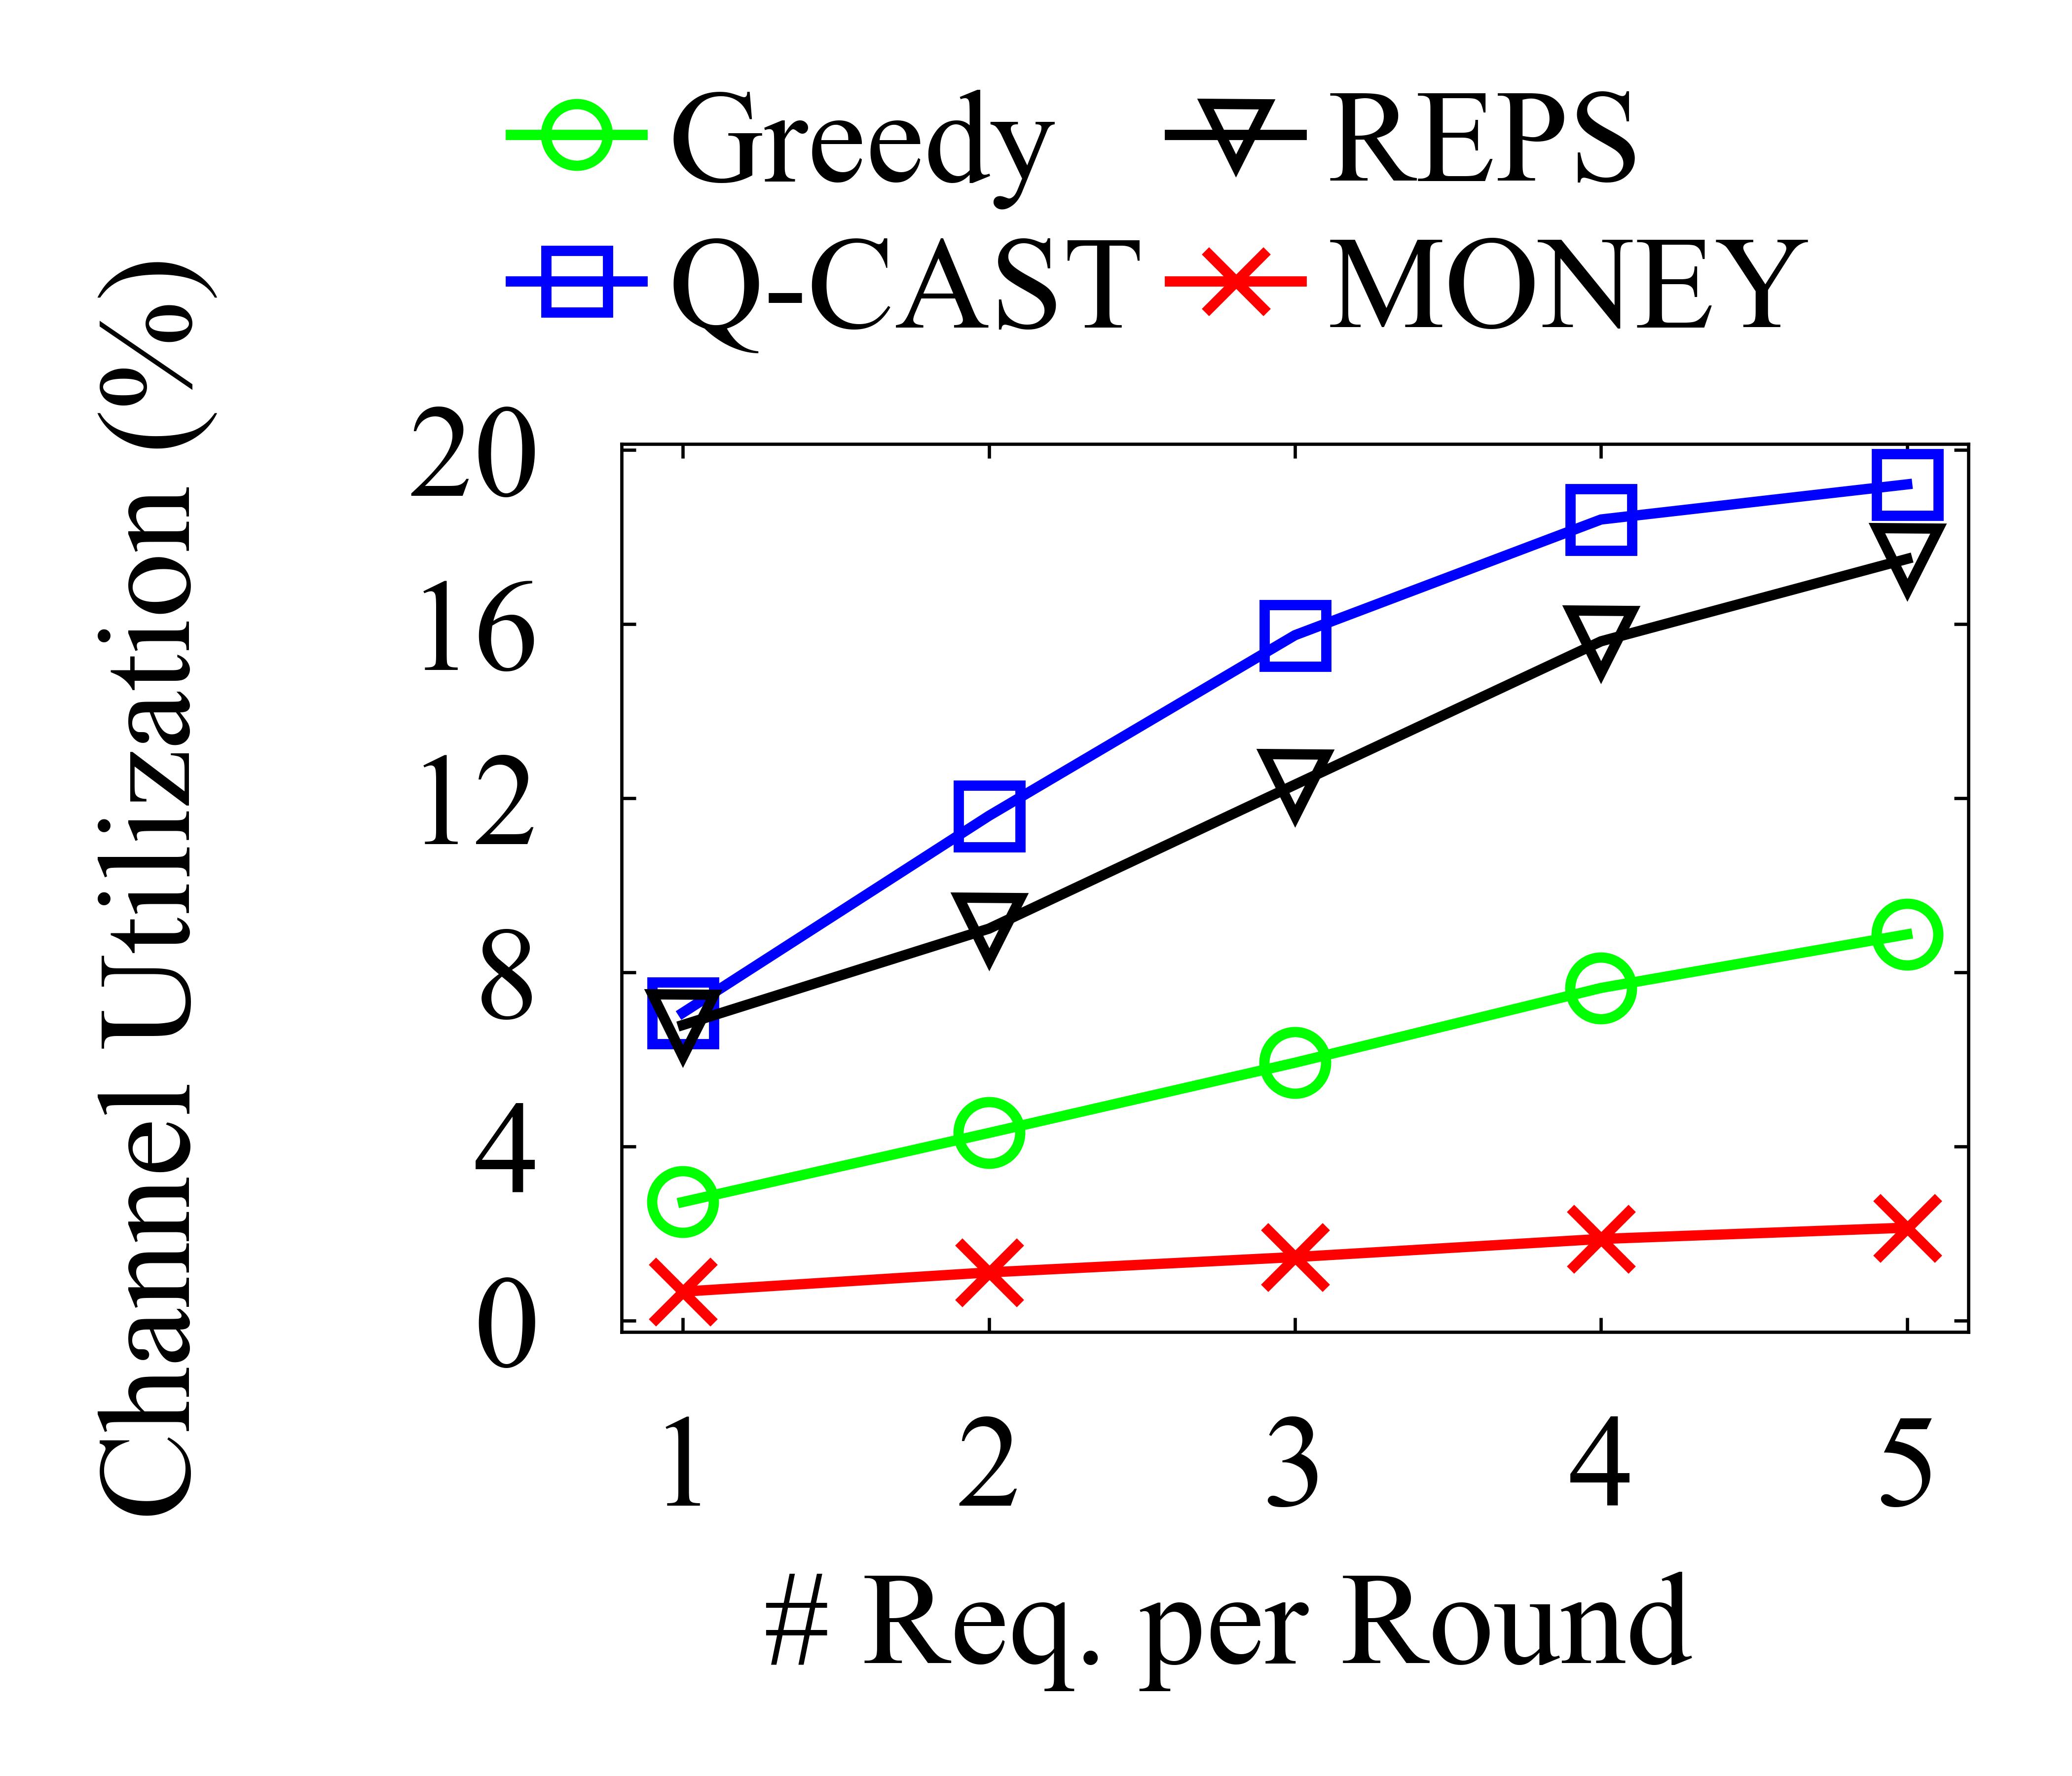 Greedy REPS
Q-CAST MONEY
Channel Utilization (%)
20
16
12
8
4
0
1 2 3 4 5
# Req. per Round